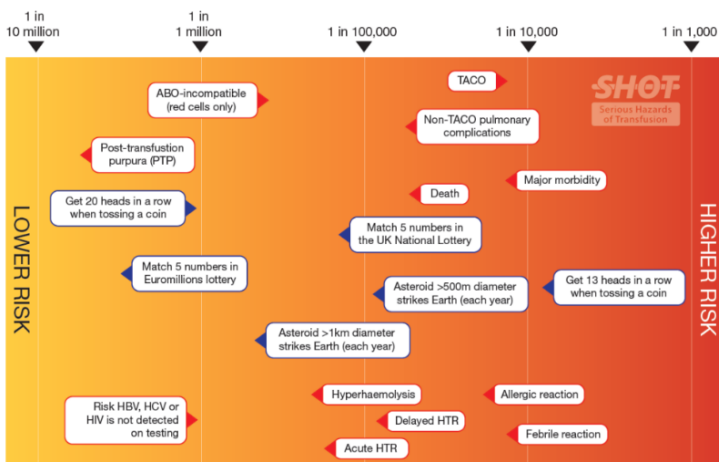 1 in
10 million
1 in
1 million
1 in 100,000
1 in 10,000
1 in 1,000
ABO-incompatible
(red cells only)
TACO
SHOT
Serious Hazards
of Transfusion
Non-TACO pulmonary
complications
Post-transfustion
purpura (PTP)
Major morbidity
Death
Get 20 heads in a row
when tossing a coin
Match 5 numbers in
the UK National Lottery
LOWER RISK
HIGHER RISK
Match 5 numbers in
Euromillions lottery
Asteroid >500m diameter
strikes Earth (each year)
Get 13 heads in a row
when tossing a coin
Asteroid >1km diameter
strikes Earth (each year)
Risk HBV, HCV or
HIV is not detected
on testing
Hyperhaemolysis
Allergic reaction
Delayed HTR
Febrile reaction
Acute HTR